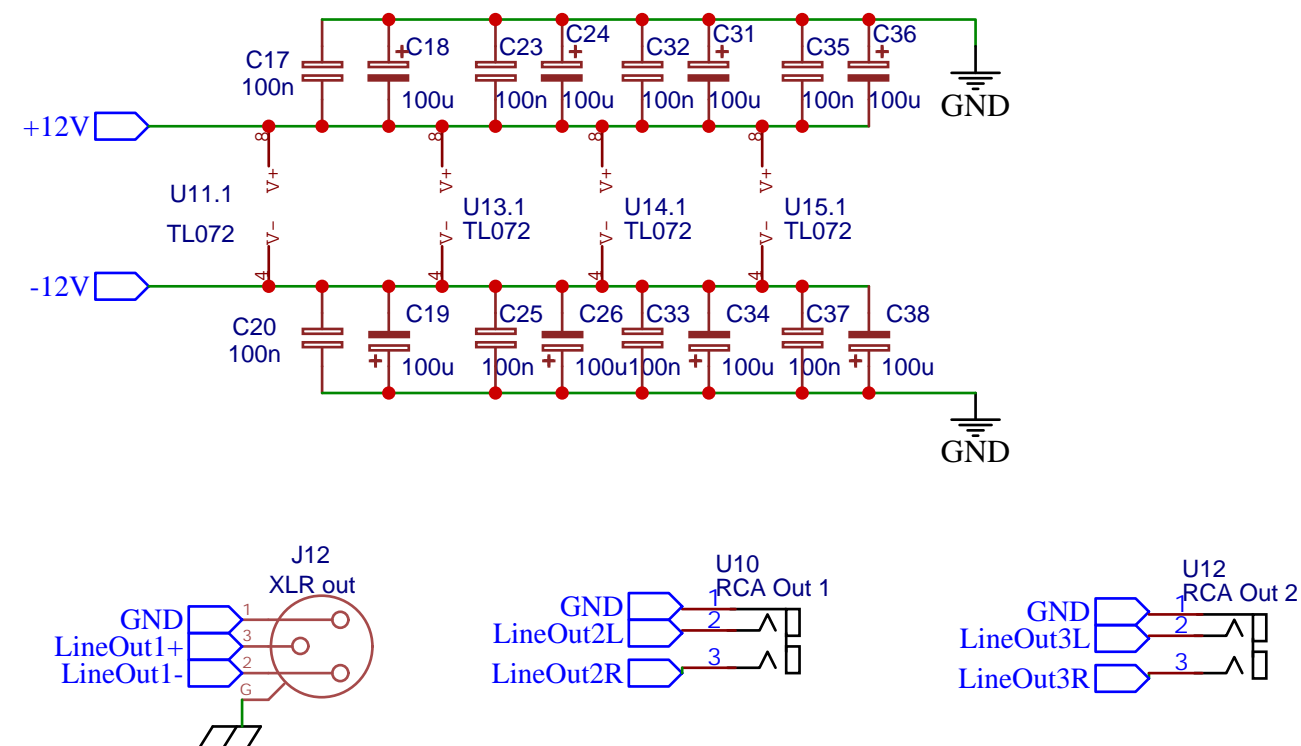 C17
100n
+C18
100u
C23
100n
C24
+
100u
C32
100n
C31
+
100u
C35
100n
C36
+
100u
GND
+12V
8
V+
U11.1
TL072
V-
4
8
V+
U13.1
TL072
V-
4
8
V+
U14.1
TL072
V-
4
8
V+
U15.1
TL072
V-
4
-12V
C20
100n
C19
+
100u
C25
100n
C26
+
100u
C33
100n
C34
+
100u
C37
100n
C38
+
100u
GND
J12
XLR out
GND
1
LineOut1+
3
LineOut1-
2
G
U10
RCA Out 1
GND
1
LineOut2L
2
LineOut2R
3
U12
RCA Out 2
GND
1
LineOut3L
2
LineOut3R
3